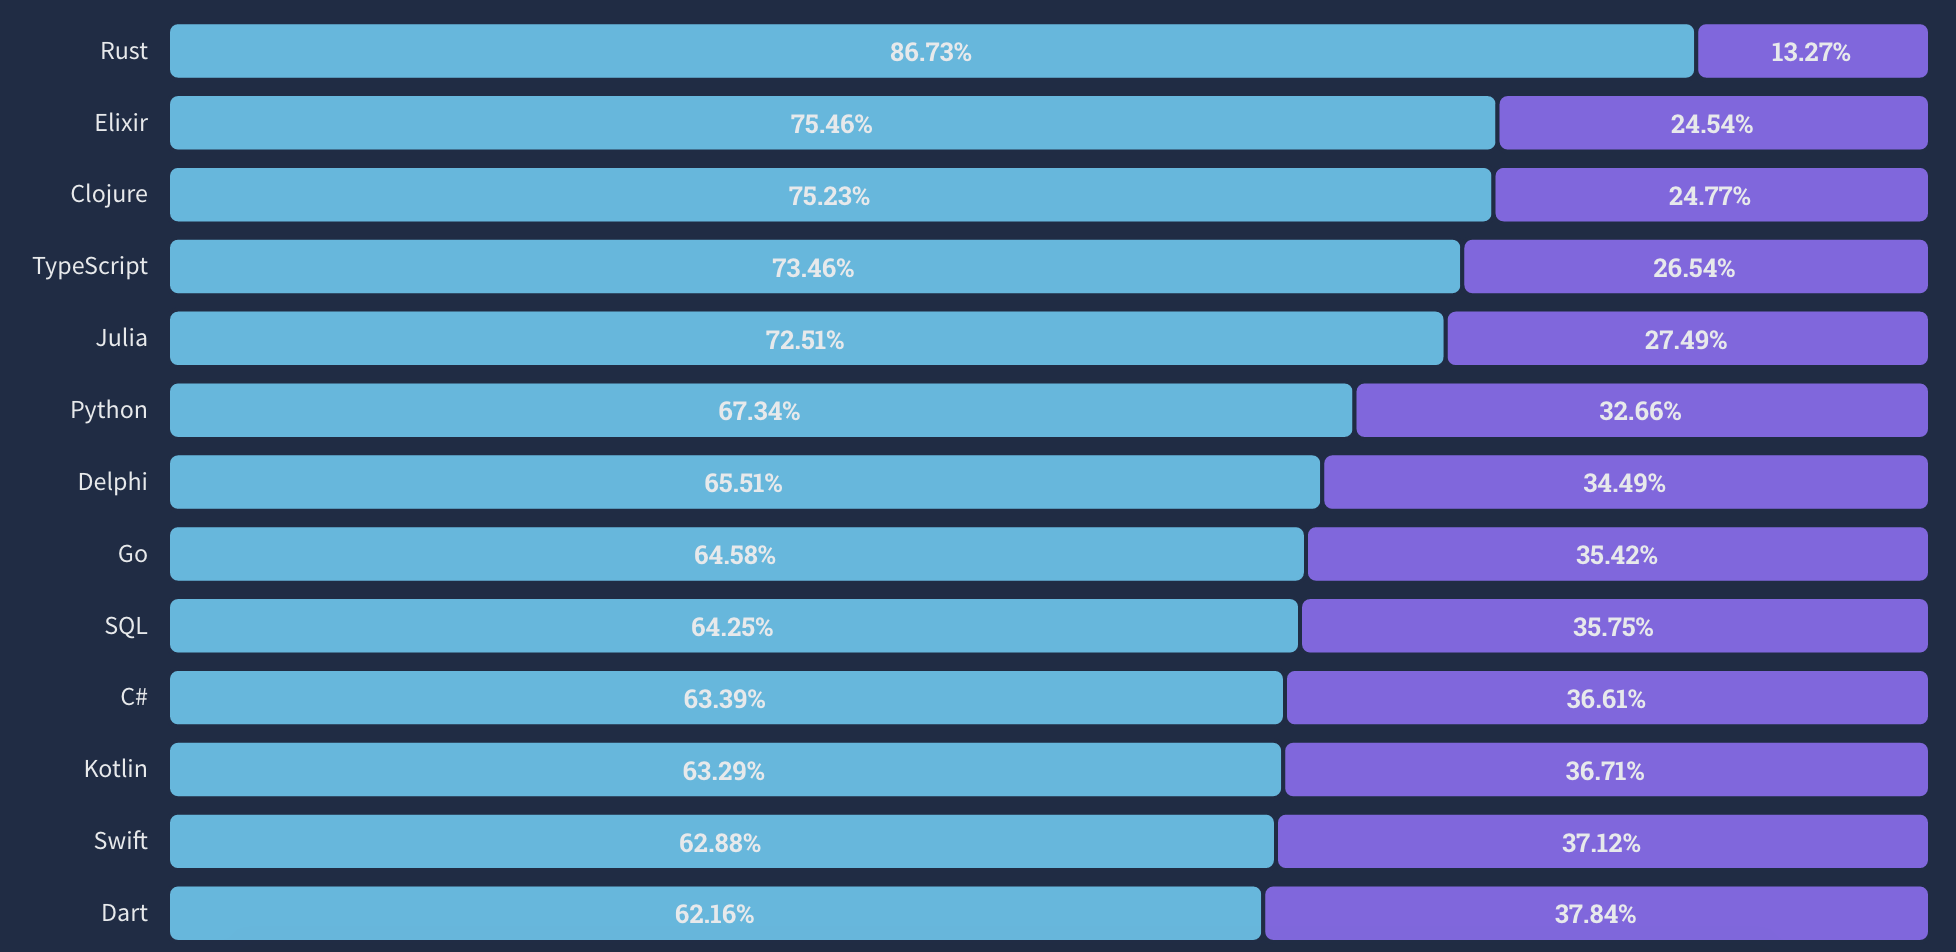 Rust 86.73% 13.27%
Elixir 75.46% 24.54%
Clojure 75.23% 24.77%
TypeScript 73.46% 26.54%
Julia 72.51% 27.49%
Python 67.34% 32.66%
Delphi 65.51% 34.49%
Go 64.58% 35.42%
SQL 64.25% 35.75%
C# 63.39% 36.61%
Kotlin 63.29% 36.71%
Swift 62.88% 37.12%
Dart 62.16% 37.84%